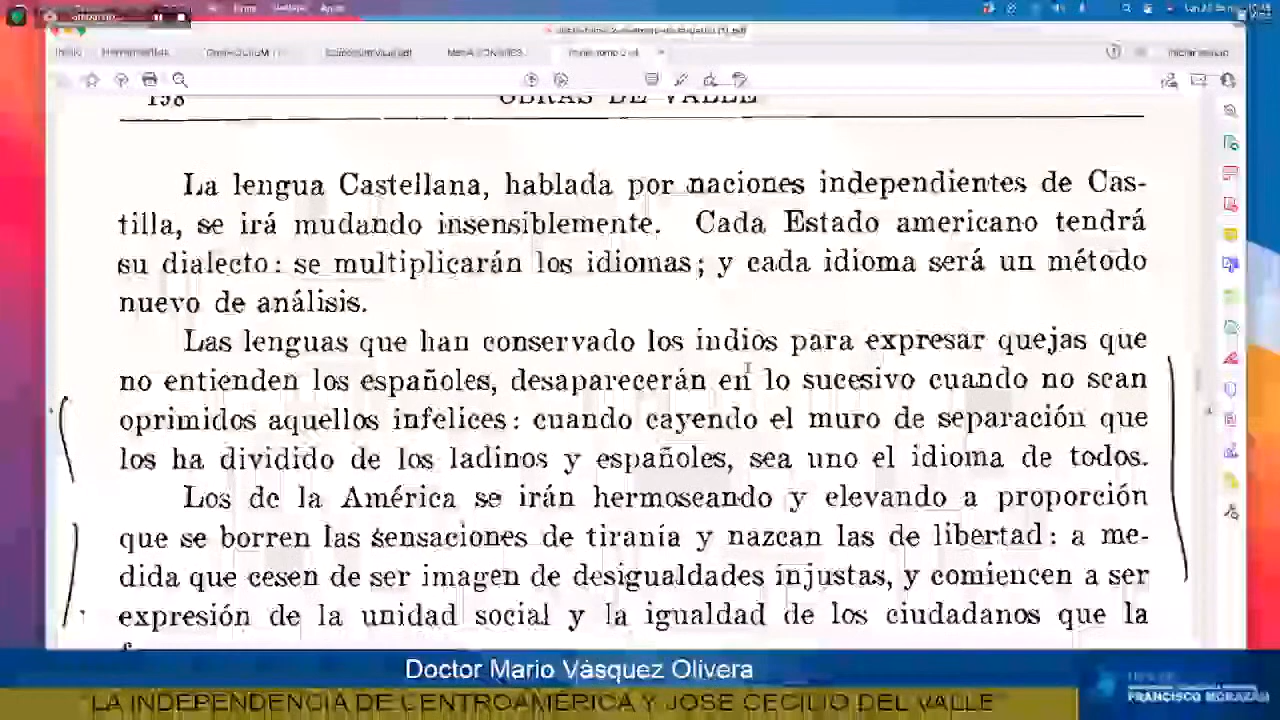 198
OBRAS DE VALLE
La lengua Castellana, hablada por naciones independientes de Cas-
tilla, se irá mudando insensiblemente. Cada Estado americano tendrá
su dialecto: se multiplicarán los idiomas; y cada idioma será un método
nuevo de análisis.
Las lenguas que han conservado los indios para expresar quejas que
no entienden los españoles, desaparecerán en lo sucesivo cuando no sean
oprimidos aquellos infelices: cuando cayendo el muro de separación que
los ha dividido de los ladinos y españoles, sea uno el idioma de todos.
Los de la América se irán hermoseando y elevando a proporción
que se borren las sensaciones de tiranía y nazcan las de libertad: a me-
dida que cesen de ser imagen de desigualdades injustas, y comiencen a ser
expresión de la unidad social y la igualdad de los ciudadanos que la
Doctor Mario Vásquez Olivera
"LA INDEPENDENCIA DE CENTROAMÉRICA Y JOSE CECILIO DEL VALLE
FRANCISCO MORAZÁN